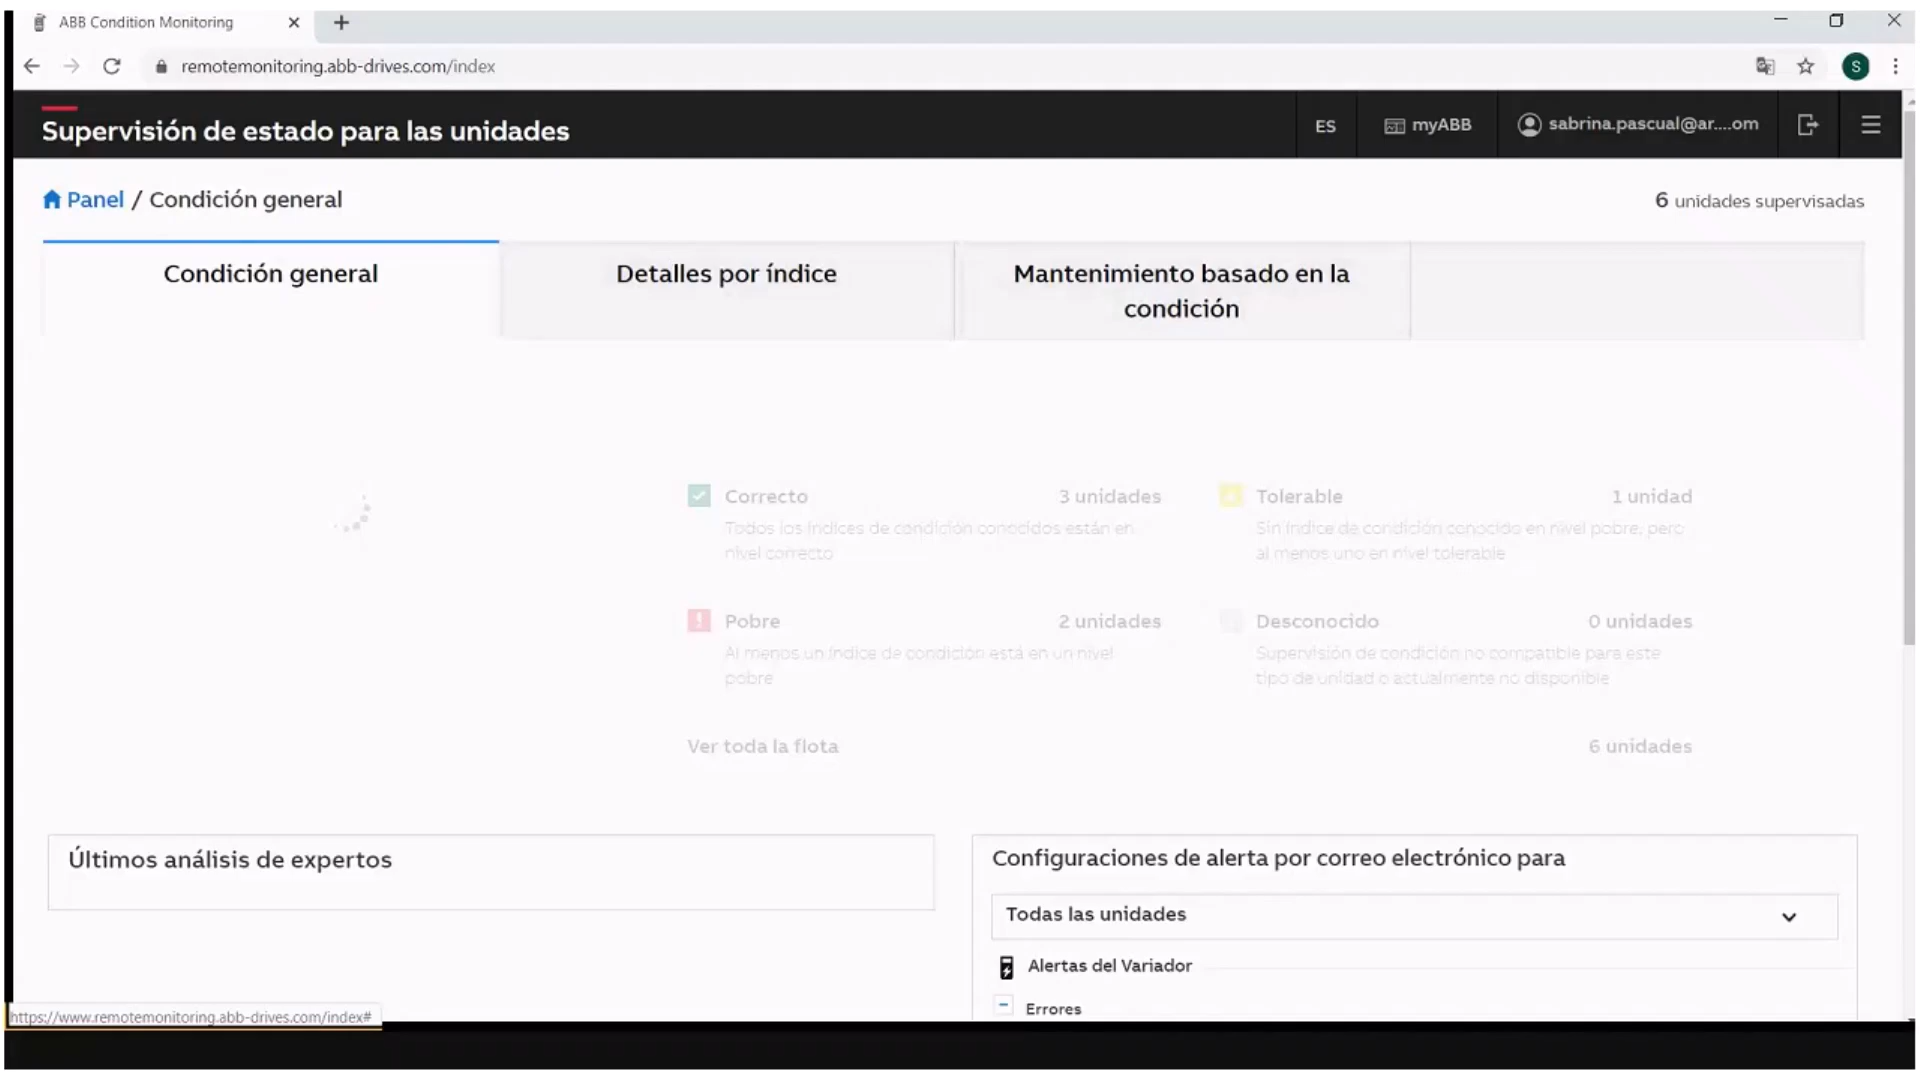 ABB Condition Monitoring
remotemonitoring.abb-drives.com/index
S
Supervisión de estado para las unidades
ES
myABB
sabrina.pascual@ar....om
Panel / Condición general
6 unidades supervisadas
Condición general
Detalles por índice
Mantenimiento basado en la
condición
Correcto
3 unidades
Todos los índices de condición conocidos están en
nivel correcto
Tolerable
1 unidad
Sin índice de condición conocido en nivel pobre, pero
al menos uno en nivel tolerable
Pobre
2 unidades
Al menos un índice de condición está en un nivel
pobre
Desconocido
0 unidades
Supervisión de condición no compatible para este
tipo de unidad o actualmente no disponible
Ver toda la flota
6 unidades
Últimos análisis de expertos
Configuraciones de alerta por correo electrónico para
Todas las unidades
Alertas del Variador
Errores
https://www.remotemonitoring.abb-drives.com/index#